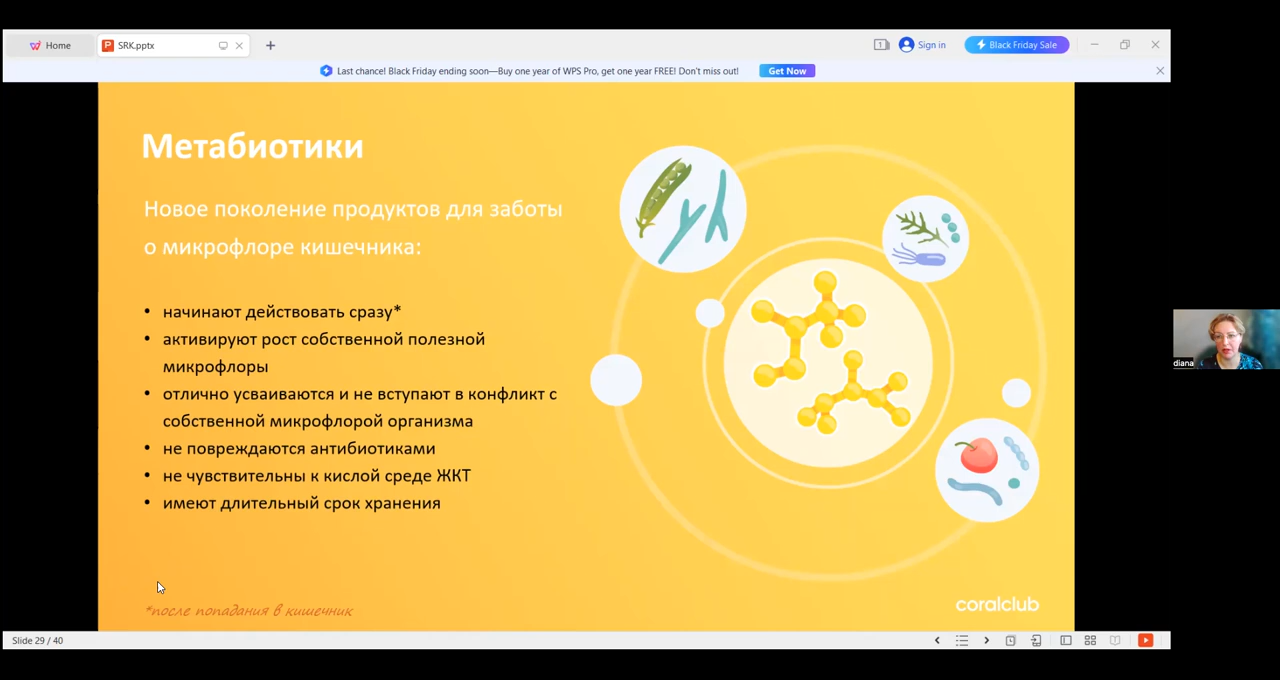 Home
SRK.pptx
1
Sign in
Black Friday Sale
Last chance! Black Friday ending soon—Buy one year of WPS Pro, get one year FREE! Don't miss out!
Get Now
Метабиотики
Новое поколение продуктов для заботы
о микрофлоре кишечника:
• начинают действовать сразу*
• активируют рост собственной полезной
микрофлоры
• отлично усваиваются и не вступают в конфликт с
собственной микрофлорой организма
• не повреждаются антибиотиками
• не чувствительны к кислой среде ЖКТ
• имеют длительный срок хранения
*после попадания в кишечник
coralclub
diana
Slide 29 / 40